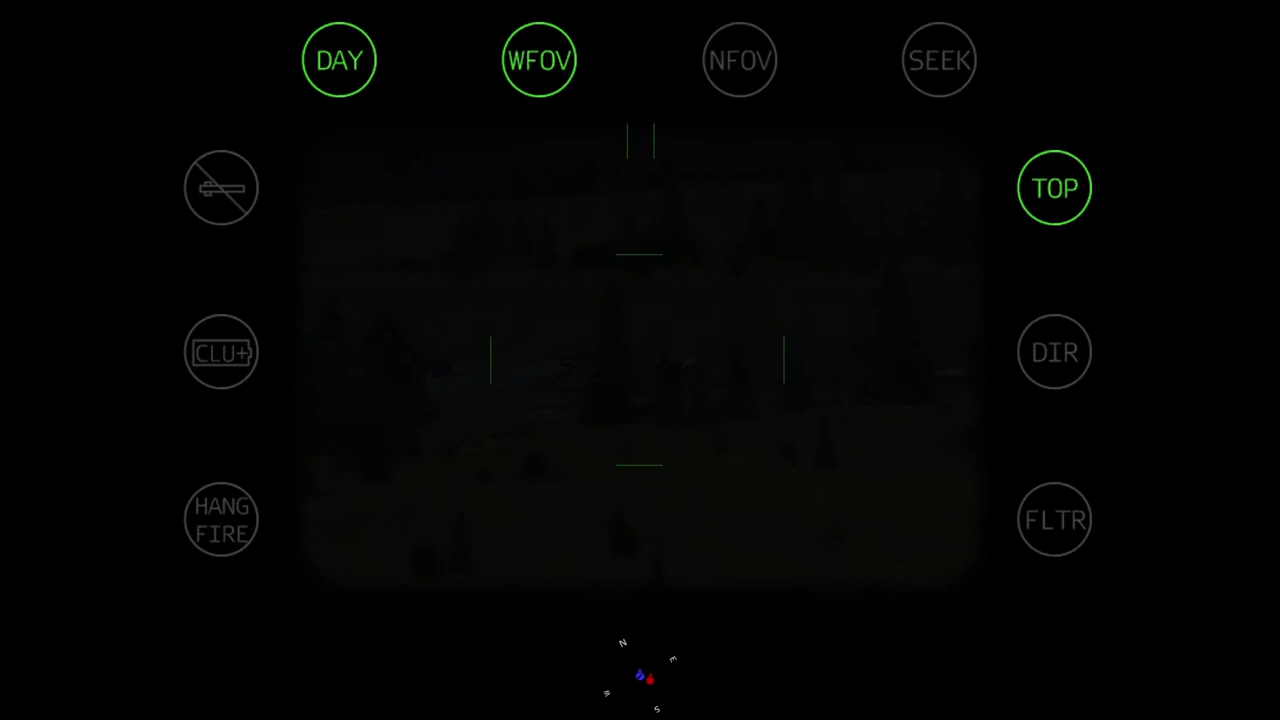 DAY
WFOV
NFOV
SEEK
TOP
CLU+
DIR
HANG
FIRE
FLTR
N
E
W
S